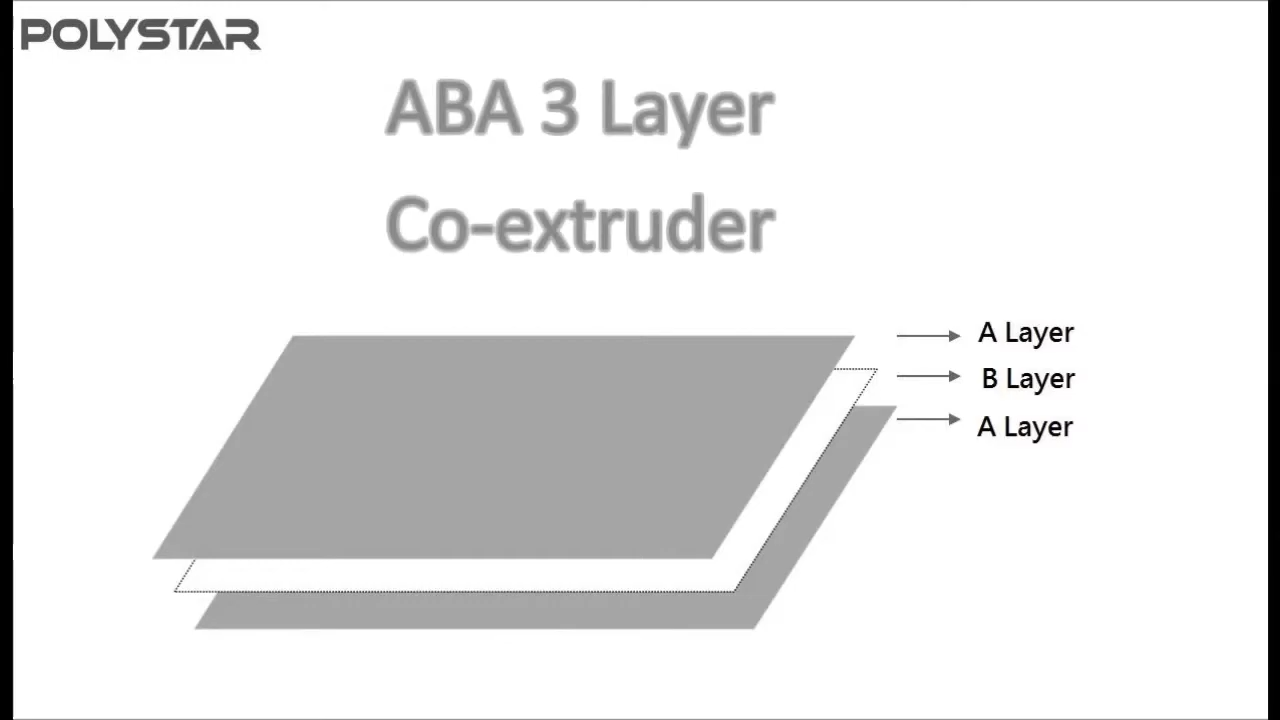 POLYSTAR
ABA 3 Layer
Co-extruder
A Layer
B Layer
A Layer